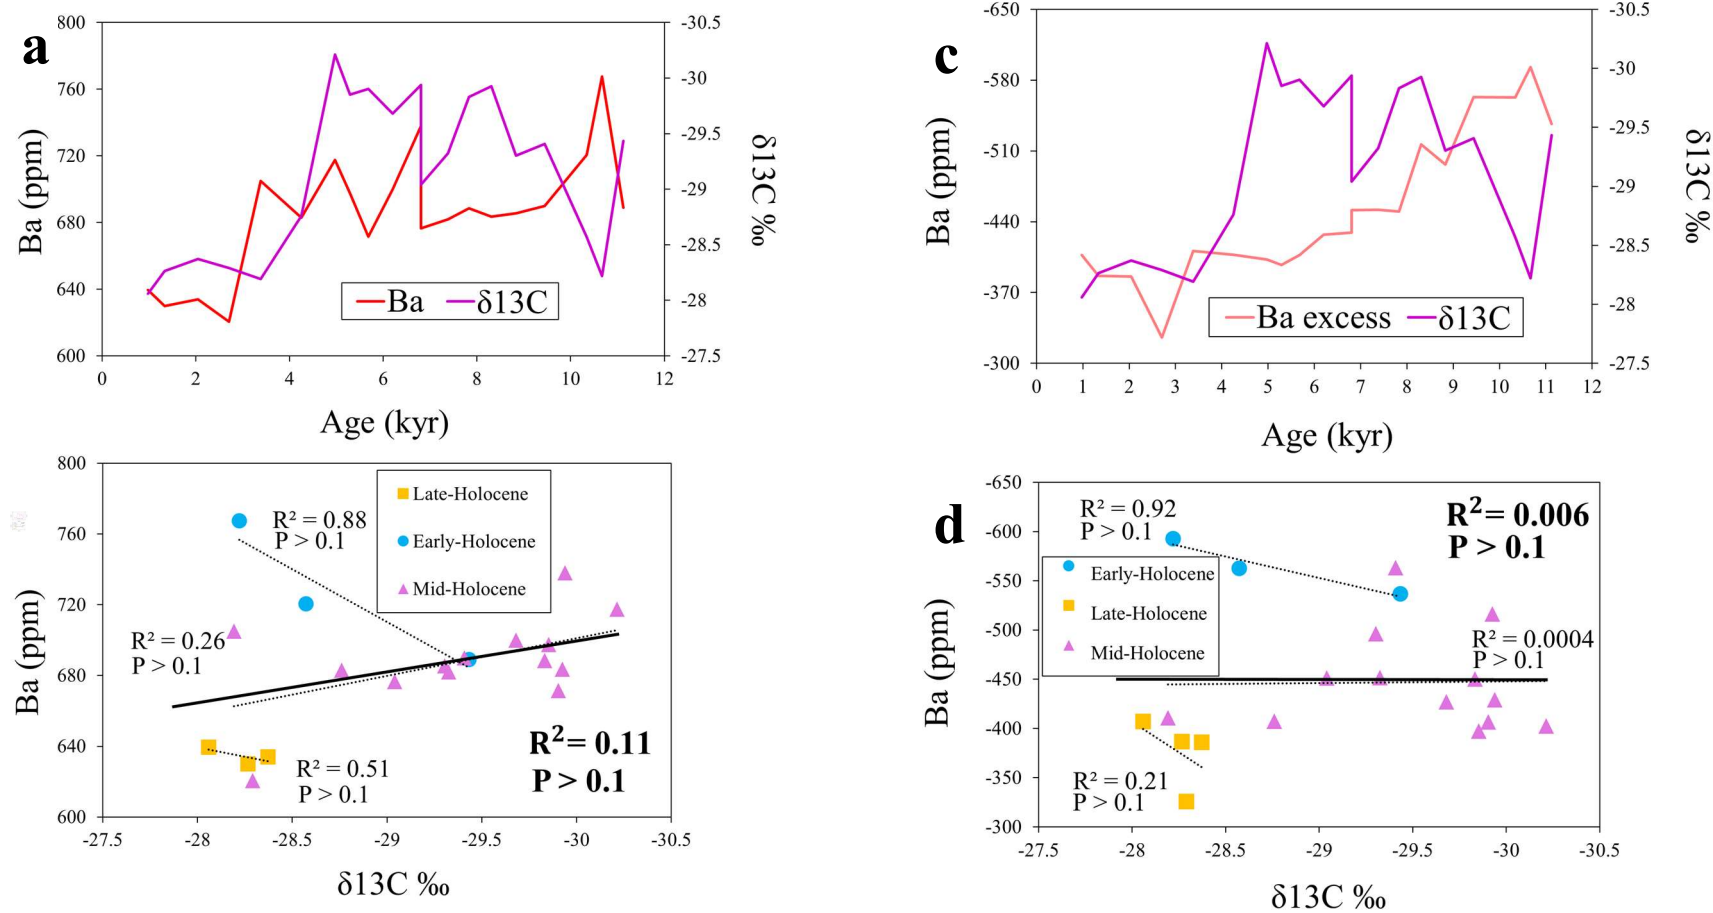 a
800
760
720
680
640
600
Ba (ppm)
-30.5
-30
-29.5
-29
-28.5
-28
-27.5
δ13C ‰
Ba
δ13C
0 2 4 6 8 10 12
Age (kyr)
c
-650
-580
-510
-440
-370
-300
Ba (ppm)
-30.5
-30
-29.5
-29
-28.5
-28
-27.5
δ13C ‰
Ba excess
δ13C
0 1 2 3 4 5 6 7 8 9 10 11 12
Age (kyr)
800
760
720
680
640
600
Ba (ppm)
Late-Holocene
Early-Holocene
Mid-Holocene
R² = 0.88
P > 0.1
R² = 0.26
P > 0.1
R² = 0.51
P > 0.1
R² = 0.11
P > 0.1
-27.5 -28 -28.5 -29 -29.5 -30 -30.5
δ13C ‰
d
-650
-600
-550
-500
-450
-400
-350
-300
Ba (ppm)
R² = 0.92
P > 0.1
R² = 0.006
P > 0.1
Early-Holocene
Late-Holocene
Mid-Holocene
R² = 0.0004
P > 0.1
R² = 0.21
P > 0.1
-27.5 -28 -28.5 -29 -29.5 -30 -30.5
δ13C ‰